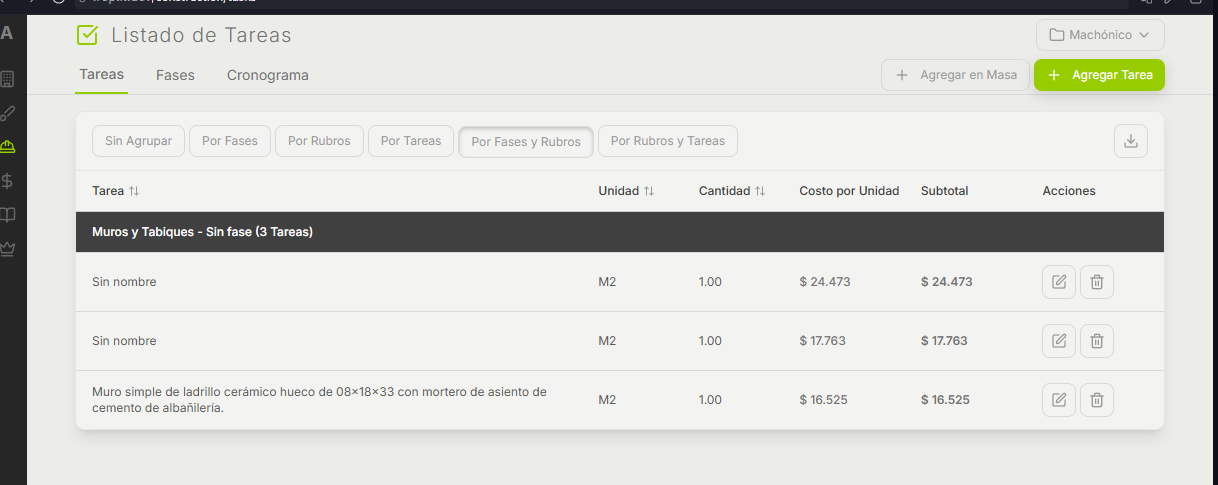 A
Listado de Tareas
Machónico
Tareas
Fases
Cronograma
Agregar en Masa
Agregar Tarea
Sin Agrupar
Por Fases
Por Rubros
Por Tareas
Por Fases y Rubros
Por Rubros y Tareas
Tarea Unidad Cantidad Costo por Unidad Subtotal Acciones
Muros y Tabiques - Sin fase (3 Tareas)
Sin nombre M2 1.00 $ 24.473 $ 24.473
Sin nombre M2 1.00 $ 17.763 $ 17.763
Muro simple de ladrillo cerámico hueco de 08x18x33 con mortero de asiento de
cemento de albañilería. M2 1.00 $ 16.525 $ 16.525